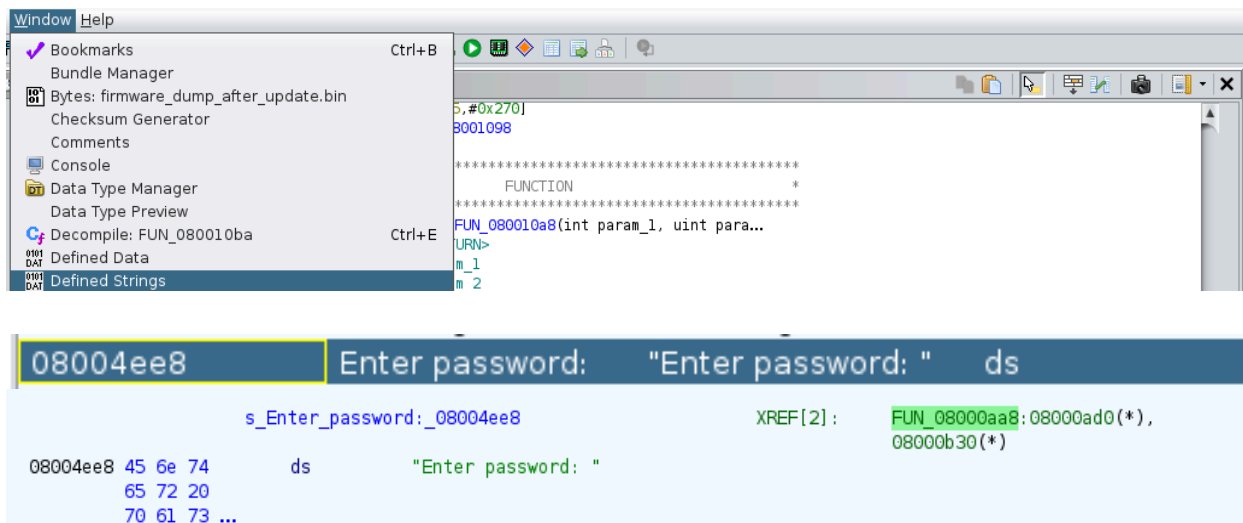 Window Help
Bookmarks Ctrl+B
Bundle Manager
Bytes: firmware_dump_after_update.bin
Checksum Generator
5,#0x270]
8001098
Comments
Console
****************************************
Data Type Manager
FUNCTION *
Data Type Preview
****************************************
Decompile: FUN_080010ba Ctrl+E
FUN_080010a8(int param_1, uint para...
Defined Data
TURN>
m_1
Defined Strings
m_2
08004ee8 Enter password: "Enter password: " ds
s_Enter_password:_08004ee8 XREF[2]: FUN_08000aa8:08000ad0(*),
08000b30(*)
08004ee8 45 6e 74 ds "Enter password: "
65 72 20
70 61 73 ...